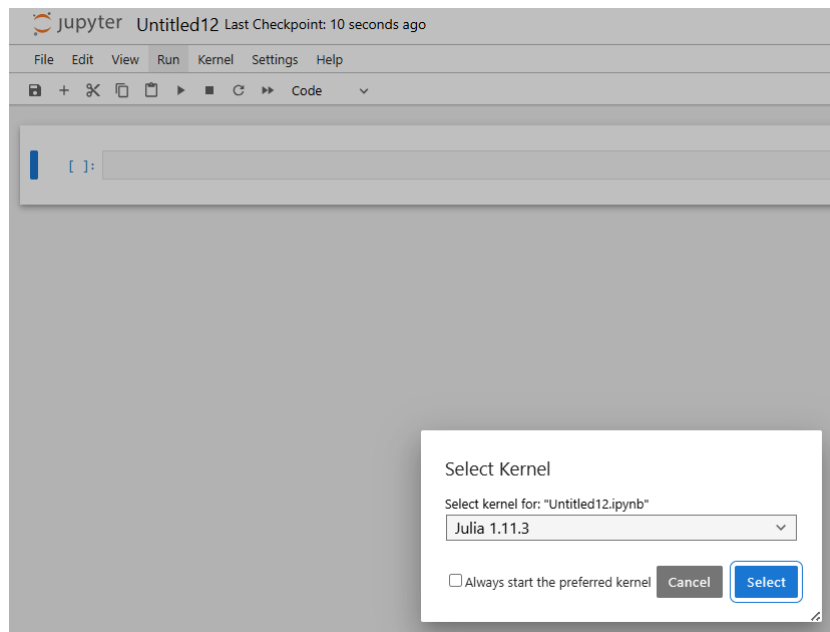 jupyter Untitled12 Last Checkpoint: 10 seconds ago
File Edit View Run Kernel Settings Help
Code
[ ]:
Select Kernel
Select kernel for: "Untitled12.ipynb"
Julia 1.11.3
Always start the preferred kernel Cancel Select